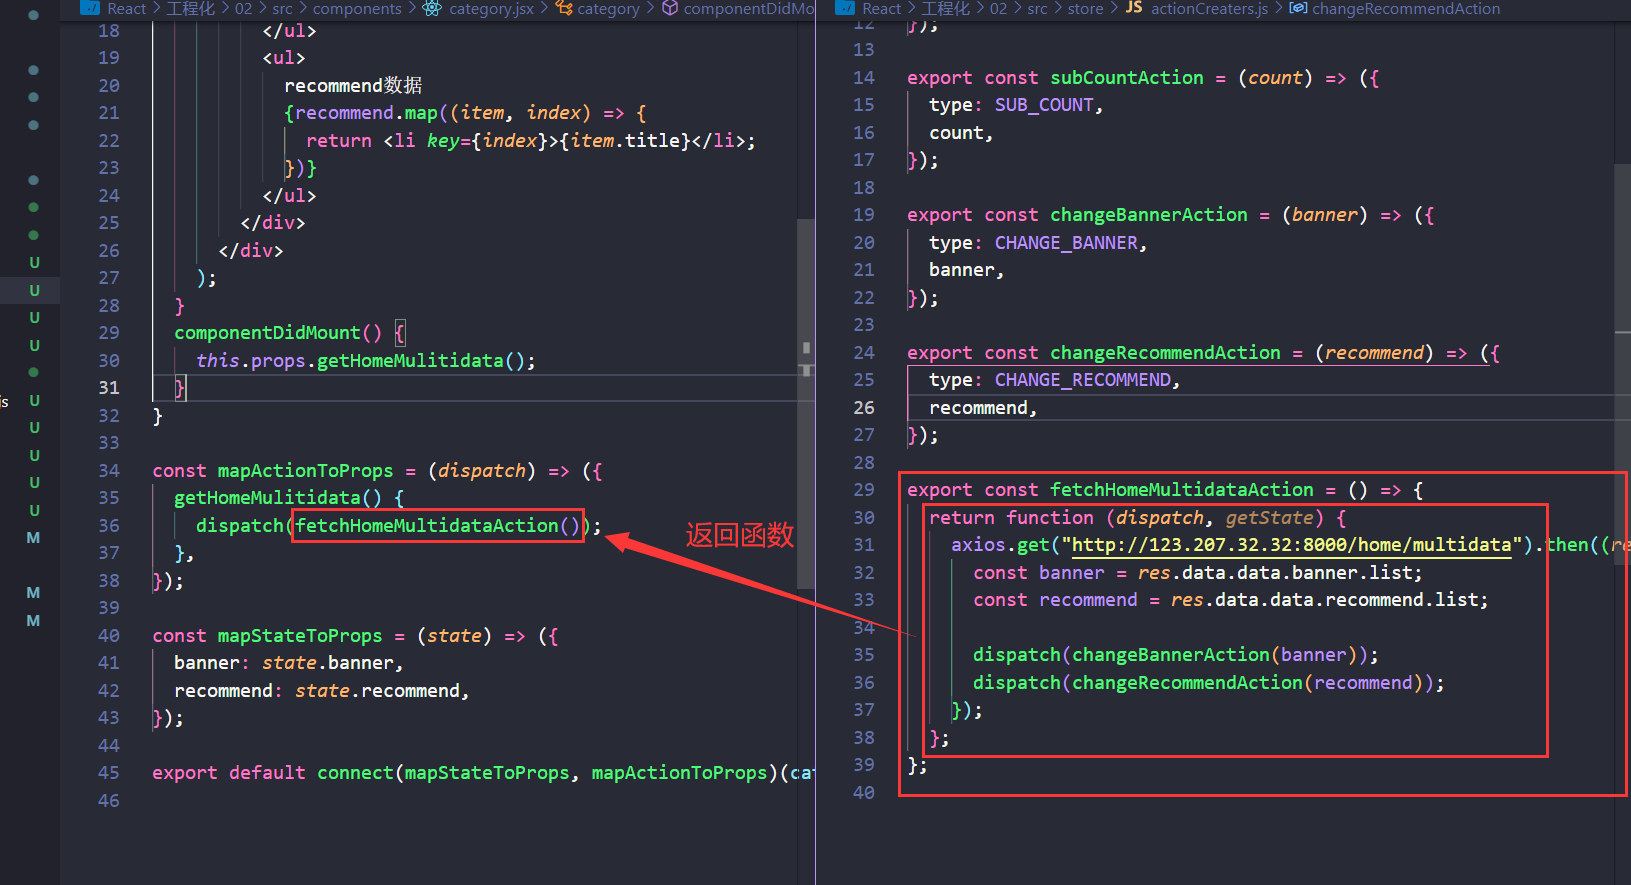 React > 工程化 > 02 > src > components > category.jsx > category > componentDidMo
18 </ul>
19 <ul>
20 recommend数据
21 {recommend.map((item, index) => {
22 return <li key={index}>{item.title}</li>;
23 })}
24 </ul>
25 </div>
26 </div>
27 );
28 }
29 componentDidMount() {
30 this.props.getHomeMulitidata();
31 }
32 }
33
34 const mapActionToProps = (dispatch) => ({
35 getHomeMulitidata() {
36 dispatch(fetchHomeMultidataAction());
37 },
38 });
39
40 const mapStateToProps = (state) => ({
41 banner: state.banner,
42 recommend: state.recommend,
43 });
44
45 export default connect(mapStateToProps, mapActionToProps)(cat
46
U
U
U
U
js
U
U
U
U
U
M
M
M
返回函数
React > 工程化 > 02 > src > store > JS actionCreaters.js > changeRecommendAction
12 });
13
14 export const subCountAction = (count) => ({
15 type: SUB_COUNT,
16 count,
17 });
18
19 export const changeBannerAction = (banner) => ({
20 type: CHANGE_BANNER,
21 banner,
22 });
23
24 export const changeRecommendAction = (recommend) => ({
25 type: CHANGE_RECOMMEND,
26 recommend,
27 });
28
29 export const fetchHomeMultidataAction = () => {
30 return function (dispatch, getState) {
31 axios.get("http://123.207.32.32:8000/home/multidata").then((re
32 const banner = res.data.data.banner.list;
33 const recommend = res.data.data.recommend.list;
34
35 dispatch(changeBannerAction(banner));
36 dispatch(changeRecommendAction(recommend));
37 });
38 };
39 };
40